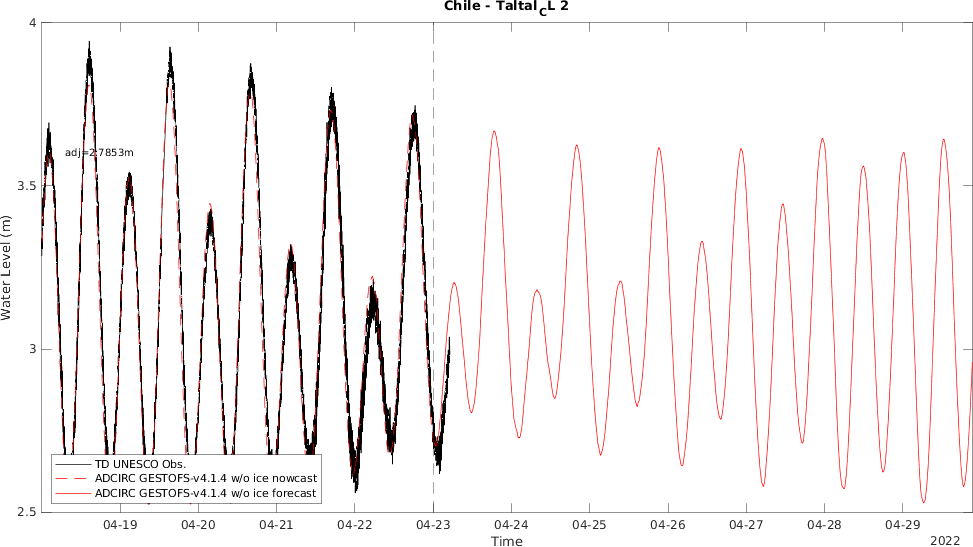 Chile - Taltal_CL 2
4
adj=2.7853m
3.5
Water Level (m)
3
TD UNESCO Obs.
ADCIRC GESTOFS-v4.1.4 w/o ice nowcast
ADCIRC GESTOFS-v4.1.4 w/o ice forecast
2.5
04-19 04-20 04-21 04-22 04-23 04-24 04-25 04-26 04-27 04-28 04-29
Time
2022